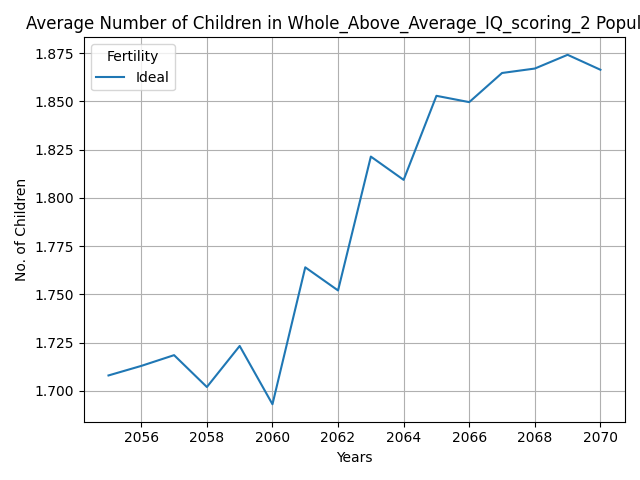 Average Number of Children in Whole_Above_Average_IQ_scoring_2 Popul
Fertility
Ideal
1.875
1.850
1.825
1.800
1.775
1.750
1.725
1.700
No. of Children
2056 2058 2060 2062 2064 2066 2068 2070
Years